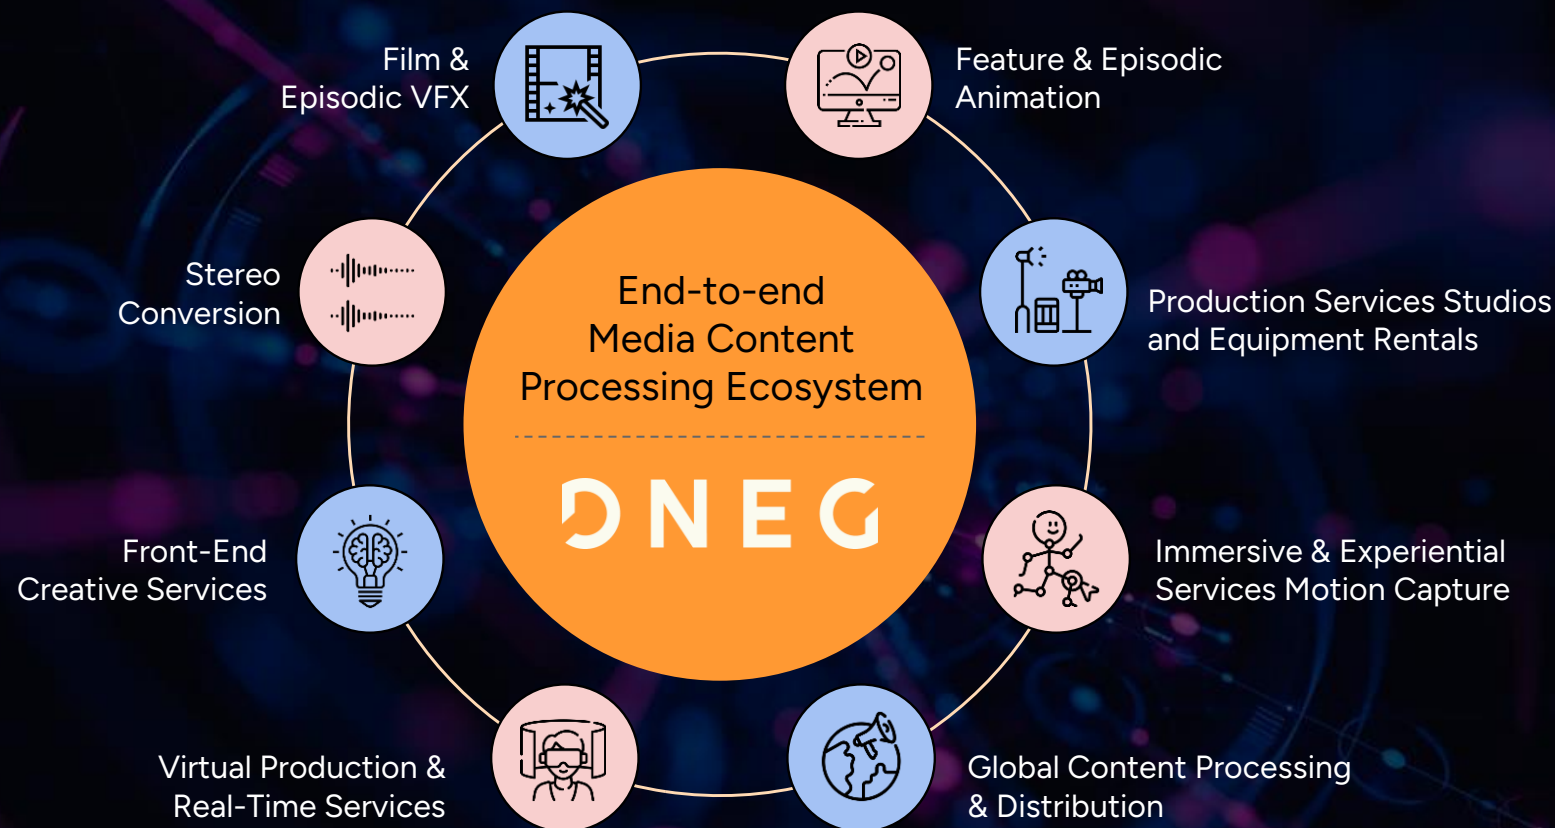 Film &
Episodic VFX
Feature & Episodic
Animation
Stereo
Conversion
End-to-end
Media Content
Processing Ecosystem
DNEG
Production Services Studios
and Equipment Rentals
Front-End
Creative Services
Immersive & Experiential
Services Motion Capture
Virtual Production &
Real-Time Services
Global Content Processing
& Distribution